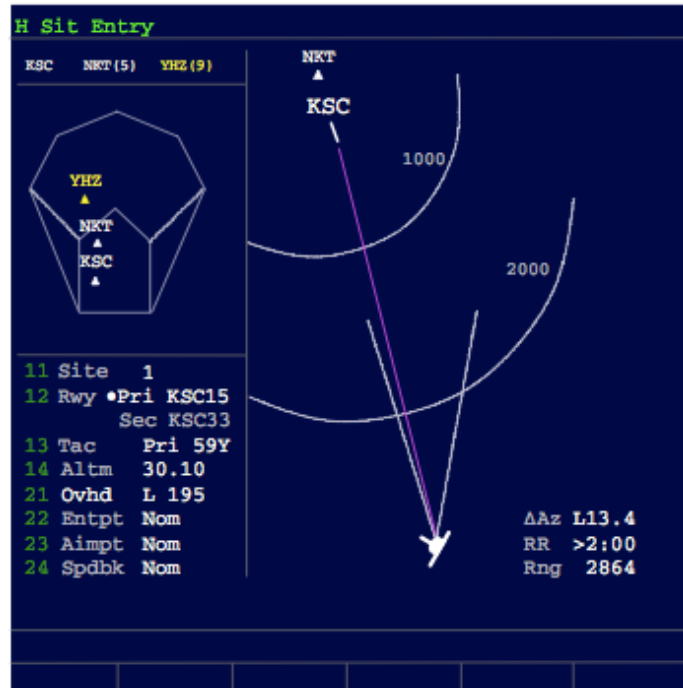 H Sit Entry
KSC NKT(5) YHZ(9)
NKT
KSC
1000
YHZ
NKT
KSC
2000
11 Site 1
12 Rwy •Pri KSC15
Sec KSC33
13 Tac Pri 59Y
14 Altm 30.10
21 Ovhd L 195
22 Entpt Nom
23 Aimpt Nom
24 Spdbk Nom
ΔAz L13.4
RR >2:00
Rng 2864